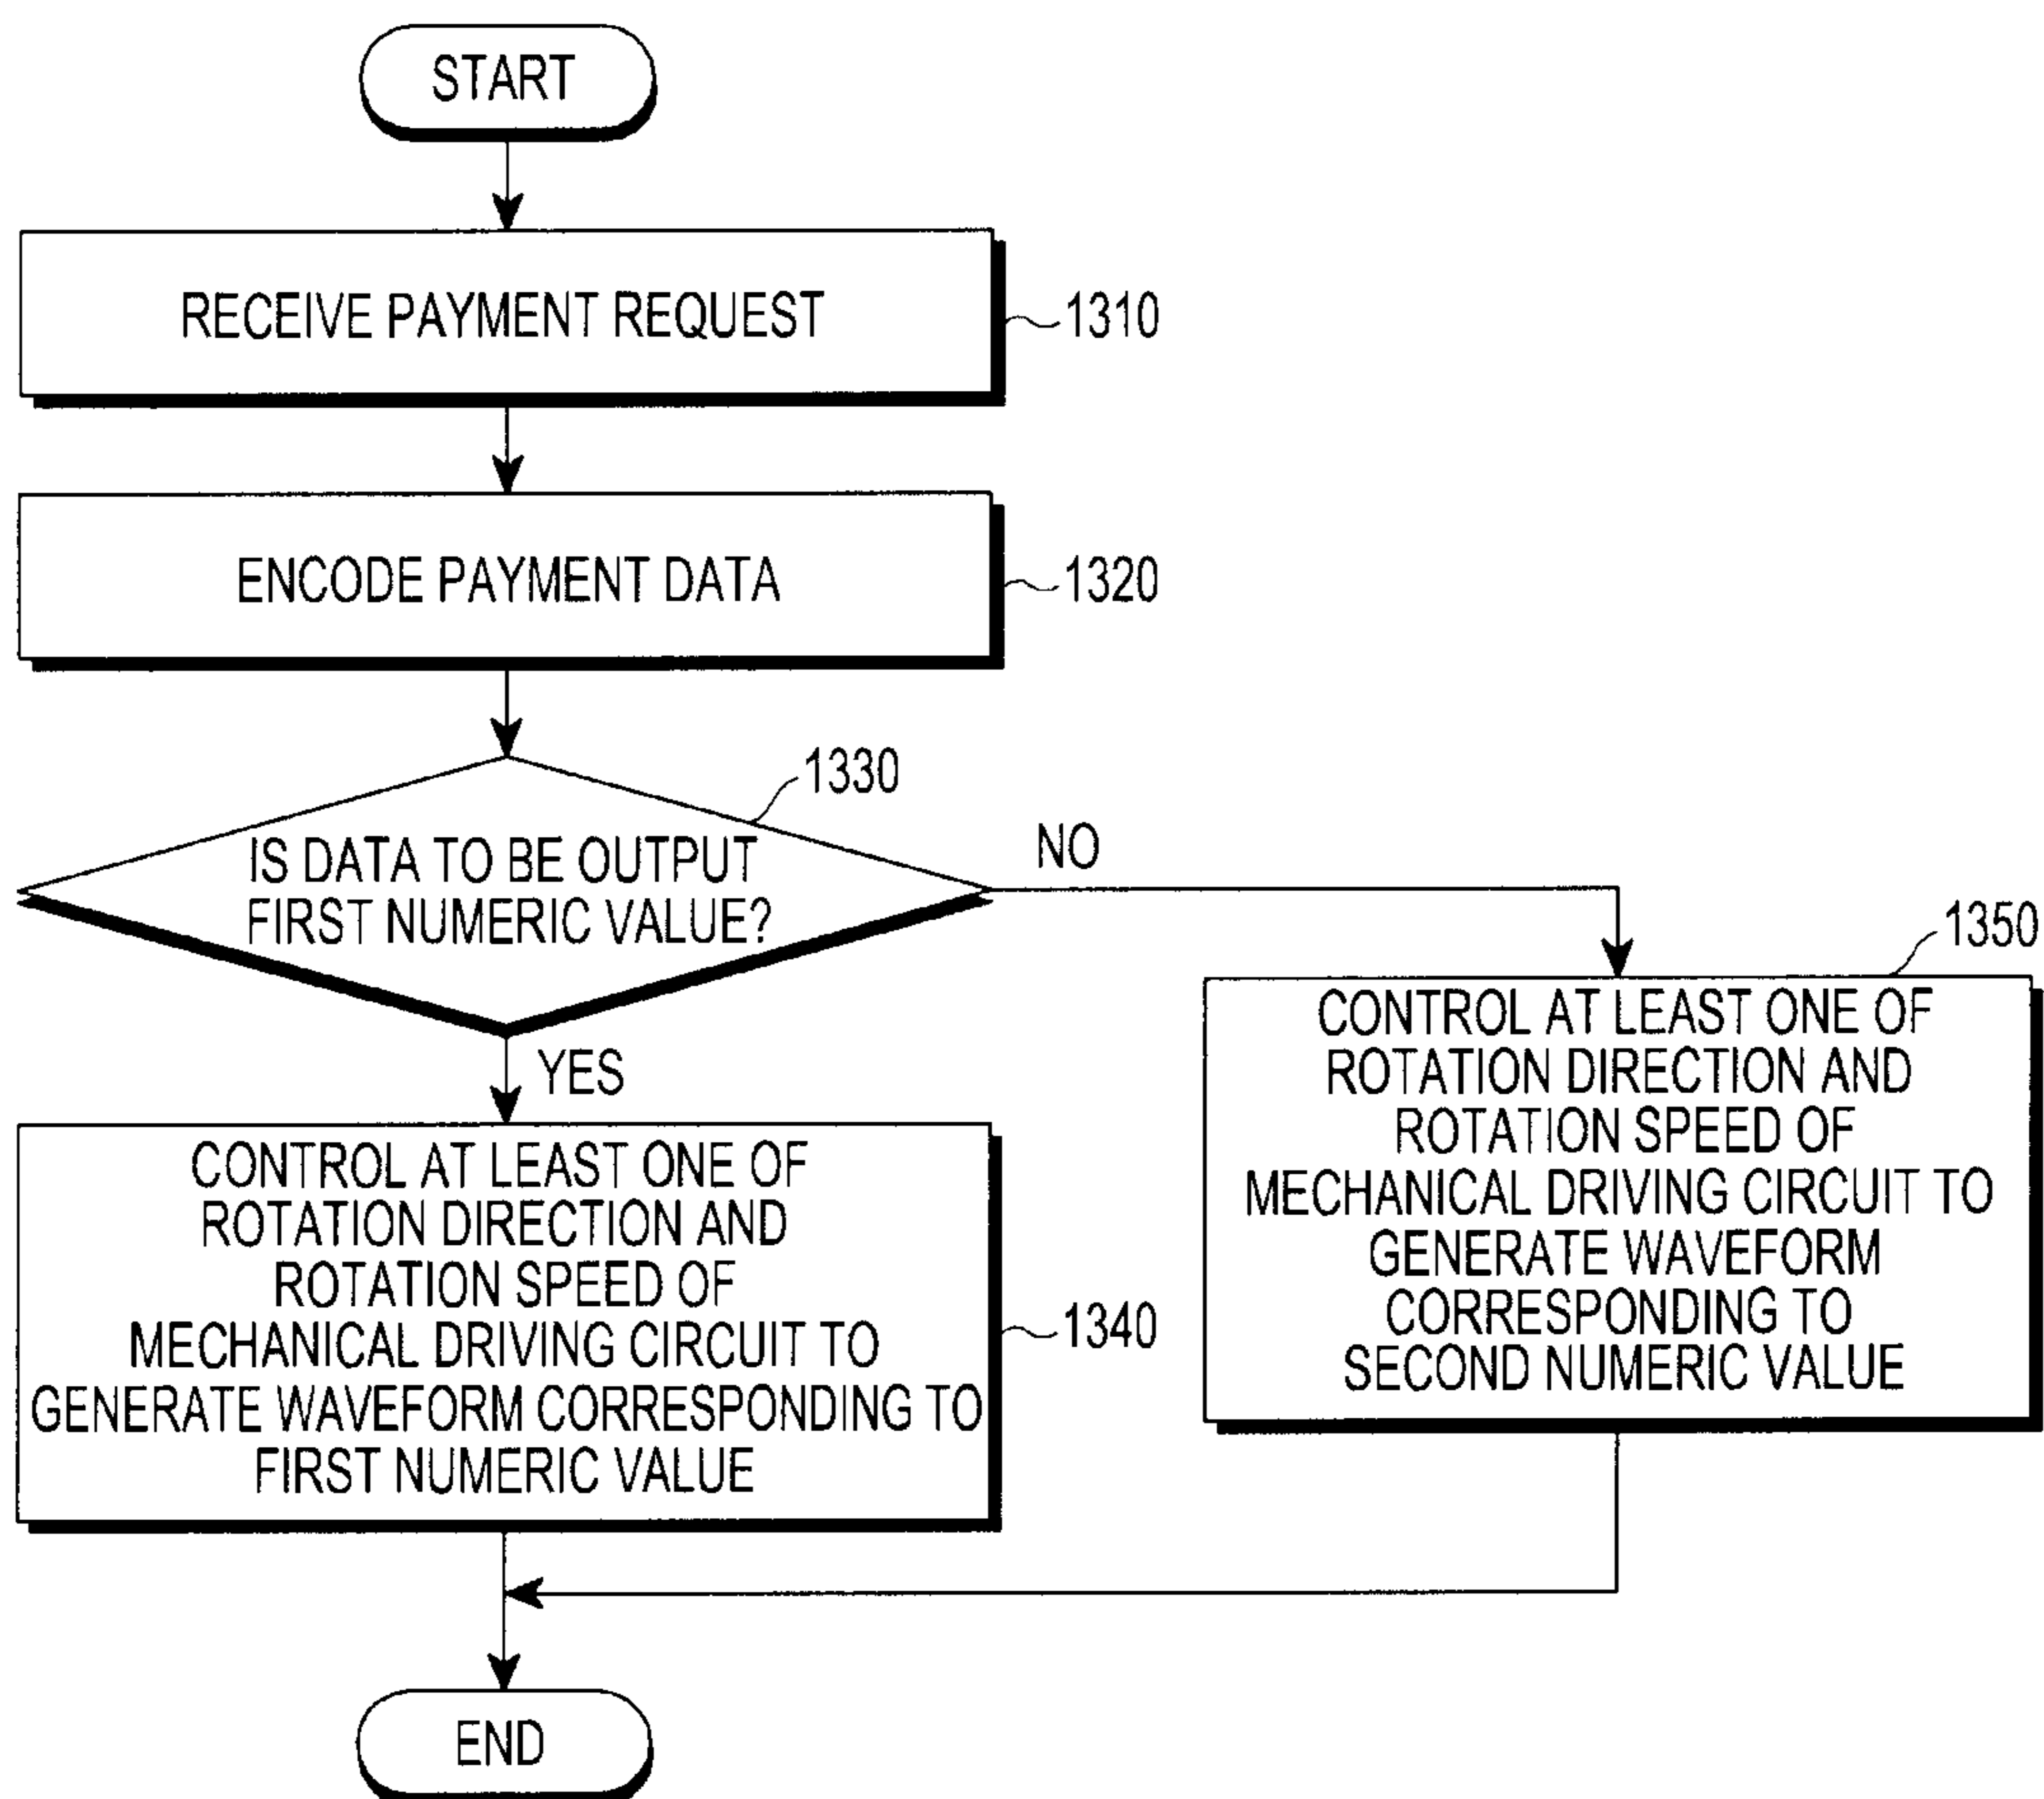 START
RECEIVE PAYMENT REQUEST
1310
ENCODE PAYMENT DATA
1320
1330
IS DATA TO BE OUTPUT
FIRST NUMERIC VALUE?
NO
YES
1350
CONTROL AT LEAST ONE OF
ROTATION DIRECTION AND
ROTATION SPEED OF
MECHANICAL DRIVING CIRCUIT TO
GENERATE WAVEFORM
CORRESPONDING TO
SECOND NUMERIC VALUE
CONTROL AT LEAST ONE OF
ROTATION DIRECTION AND
ROTATION SPEED OF
MECHANICAL DRIVING CIRCUIT TO
GENERATE WAVEFORM CORRESPONDING TO
FIRST NUMERIC VALUE
1340
END